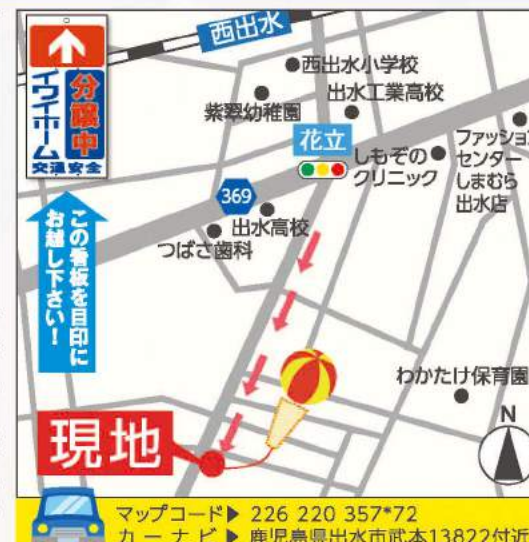 西出水
分譲中
イワイホーム
交通安全
この看板を目印に
お越し下さい!
西出水小学校
紫翠幼稚園
出水工業高校
花立
しもぞの
クリニック
ファッション
センター
しまむら
出水店
369
出水高校
つばさ歯科
わかたけ保育園
N
現地
マップコード▶ 226 220 357*72
カーナビ▶ 鹿児島県出水市武本13822付近